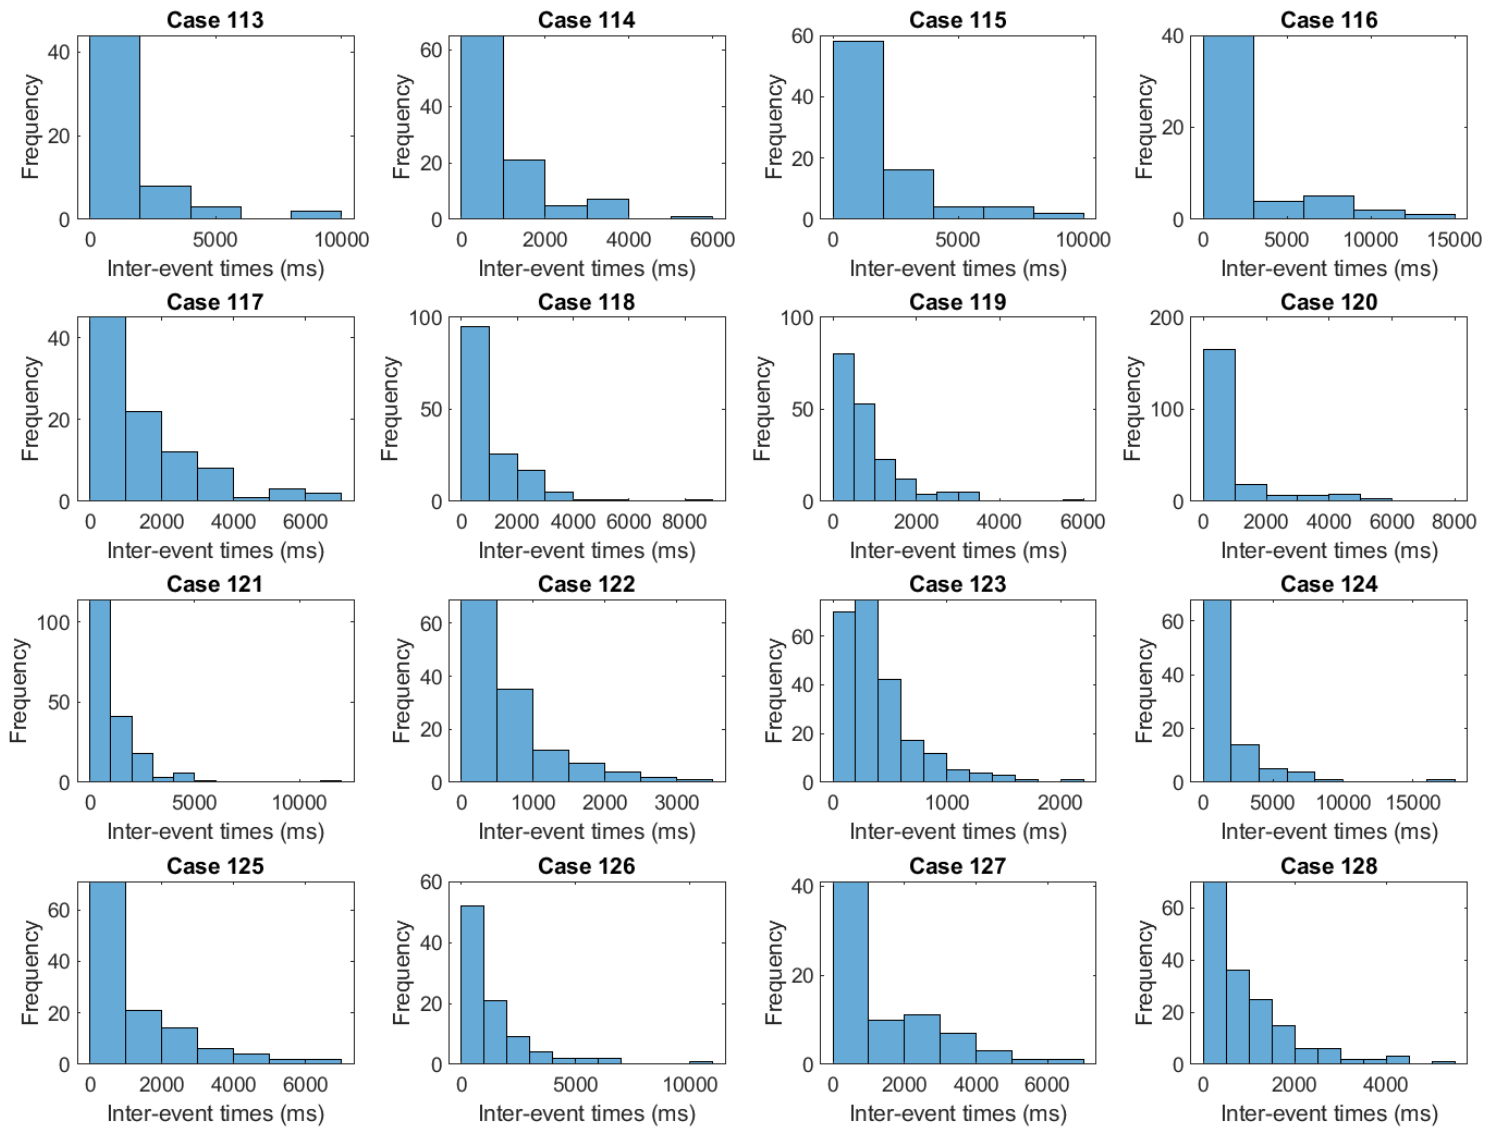 Case 113 Case 114 Case 115 Case 116
Frequency Frequency Frequency Frequency
40 60 60 40
20 40 40 20
0 20 20 0
0 0
0 5000 10000 0 2000 4000 6000 0 5000 10000 0 5000 10000 15000
Inter-event times (ms) Inter-event times (ms) Inter-event times (ms) Inter-event times (ms)
Case 117 Case 118 Case 119 Case 120
Frequency Frequency Frequency Frequency
40 100 100 200
20 50 50 100
0 0 0 0
0 2000 4000 6000 0 2000 4000 6000 8000 0 2000 4000 6000 0 2000 4000 6000 8000
Inter-event times (ms) Inter-event times (ms) Inter-event times (ms) Inter-event times (ms)
Case 121 Case 122 Case 123 Case 124
Frequency Frequency Frequency Frequency
100 60 60 60
50 40 40 40
0 20 20 20
0 0 0
0 5000 10000 0 1000 2000 3000 0 1000 2000 0 5000 10000 15000
Inter-event times (ms) Inter-event times (ms) Inter-event times (ms) Inter-event times (ms)
Case 125 Case 126 Case 127 Case 128
Frequency Frequency Frequency Frequency
60 60 40 60
40 40 20 40
20 20 0 20
0 0 0
0 2000 4000 6000 0 5000 10000 0 2000 4000 6000 0 2000 4000
Inter-event times (ms) Inter-event times (ms) Inter-event times (ms) Inter-event times (ms)